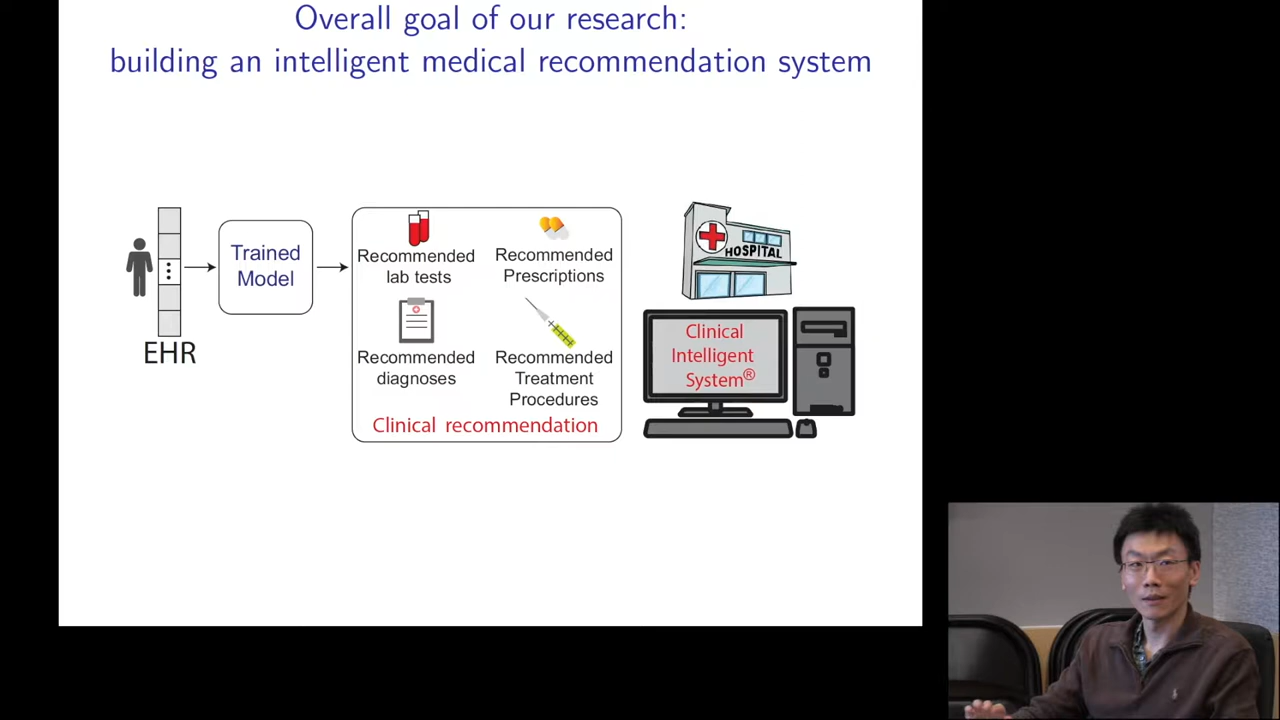 Overall goal of our research:
building an intelligent medical recommendation system
EHR
Trained
Model
Recommended
lab tests
Recommended
Prescriptions
Recommended
diagnoses
Recommended
Treatment
Procedures
Clinical recommendation
HOSPITAL
Clinical
Intelligent
System®